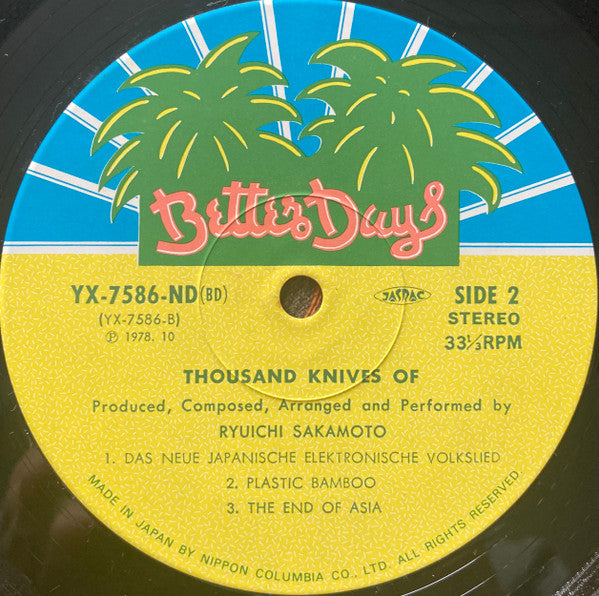 Better Days
YX-7586-ND(BD)
(YX-7586-B)
Ⓟ 1978. 10
JASRAC
SIDE 2
STEREO
33⅓RPM
THOUSAND KNIVES OF
Produced, Composed, Arranged and Performed by
RYUICHI SAKAMOTO
1. DAS NEUE JAPANISCHE ELEKTRONISCHE VOLKSLIED
2. PLASTIC BAMBOO
3. THE END OF ASIA
MADE IN JAPAN BY NIPPON COLUMBIA CO., LTD. ALL RIGHTS RESERVED.